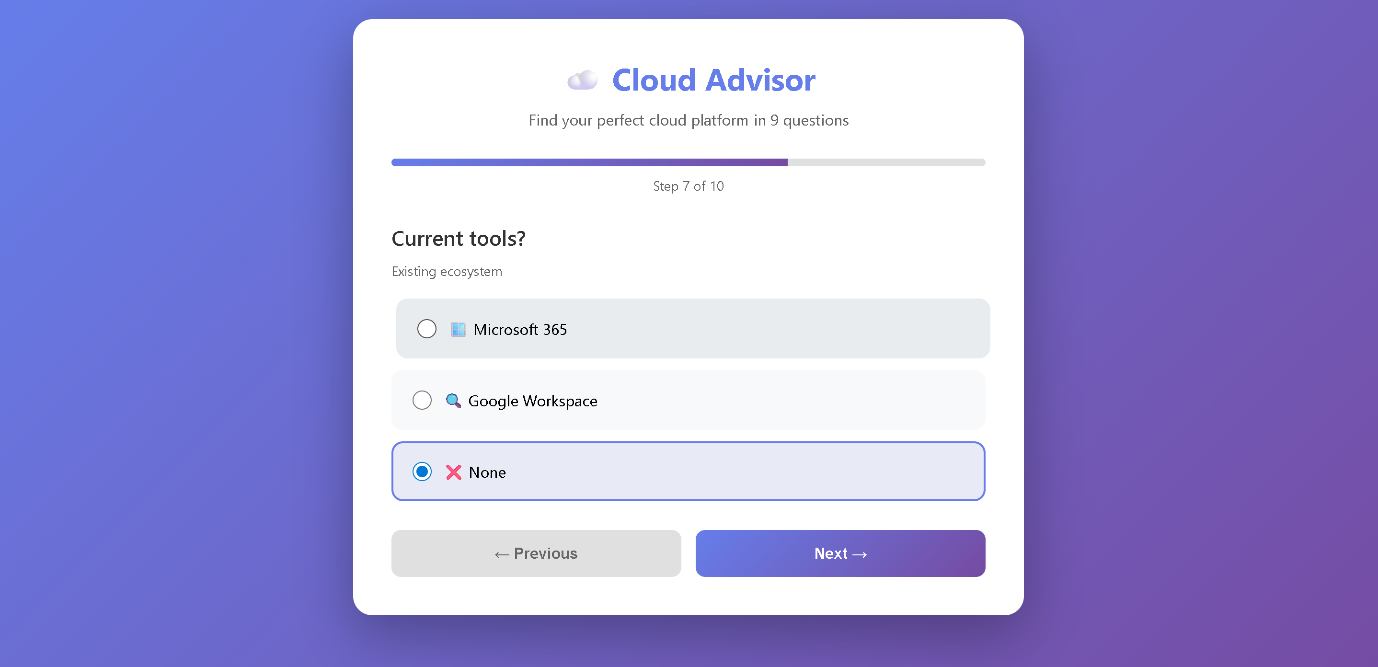 Cloud Advisor
Find your perfect cloud platform in 9 questions
Step 7 of 10
Current tools?
Existing ecosystem
Microsoft 365
Google Workspace
None
← Previous
Next →